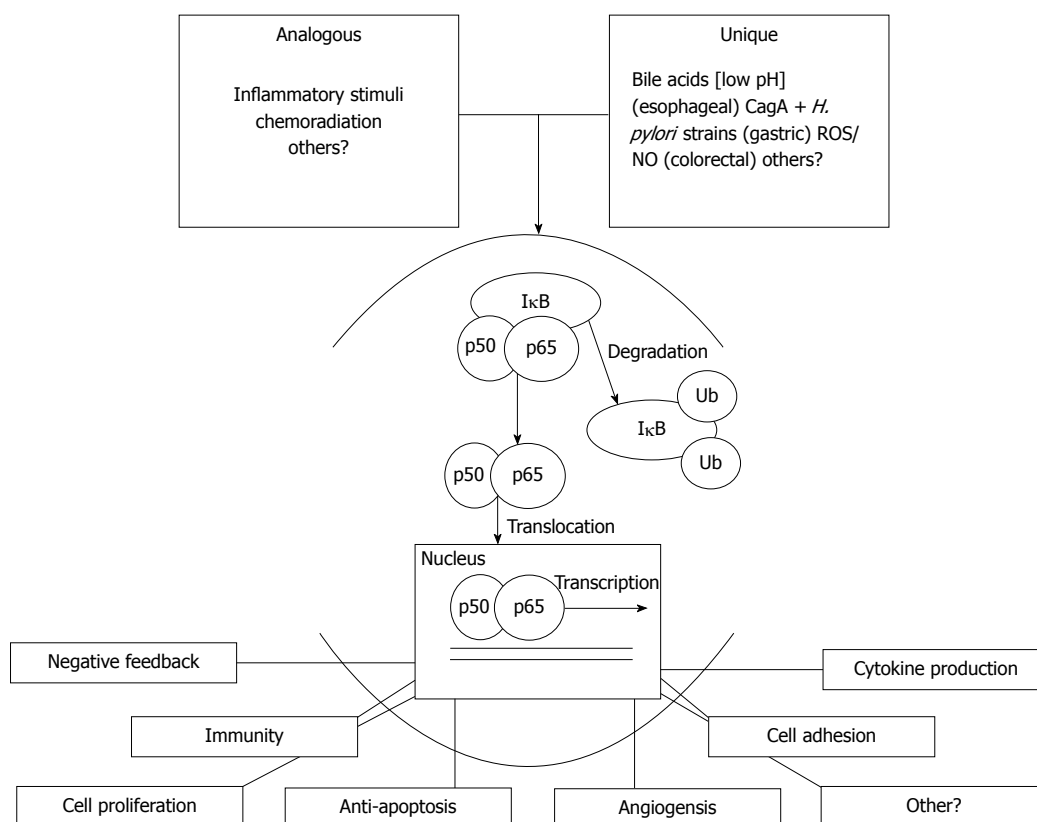 Analogous
Inflammatory stimuli
chemoradiation
others?
Unique
Bile acids [low pH]
(esophageal) CagA + H.
pylori strains (gastric) ROS/
NO (colorectal) others?
IκB
p50
p65
Degradation
Ub
IκB
Ub
p50
p65
Translocation
Nucleus
p50
p65
Transcription
Negative feedback
Cytokine production
Immunity
Cell adhesion
Cell proliferation
Anti-apoptosis
Angiogensis
Other?